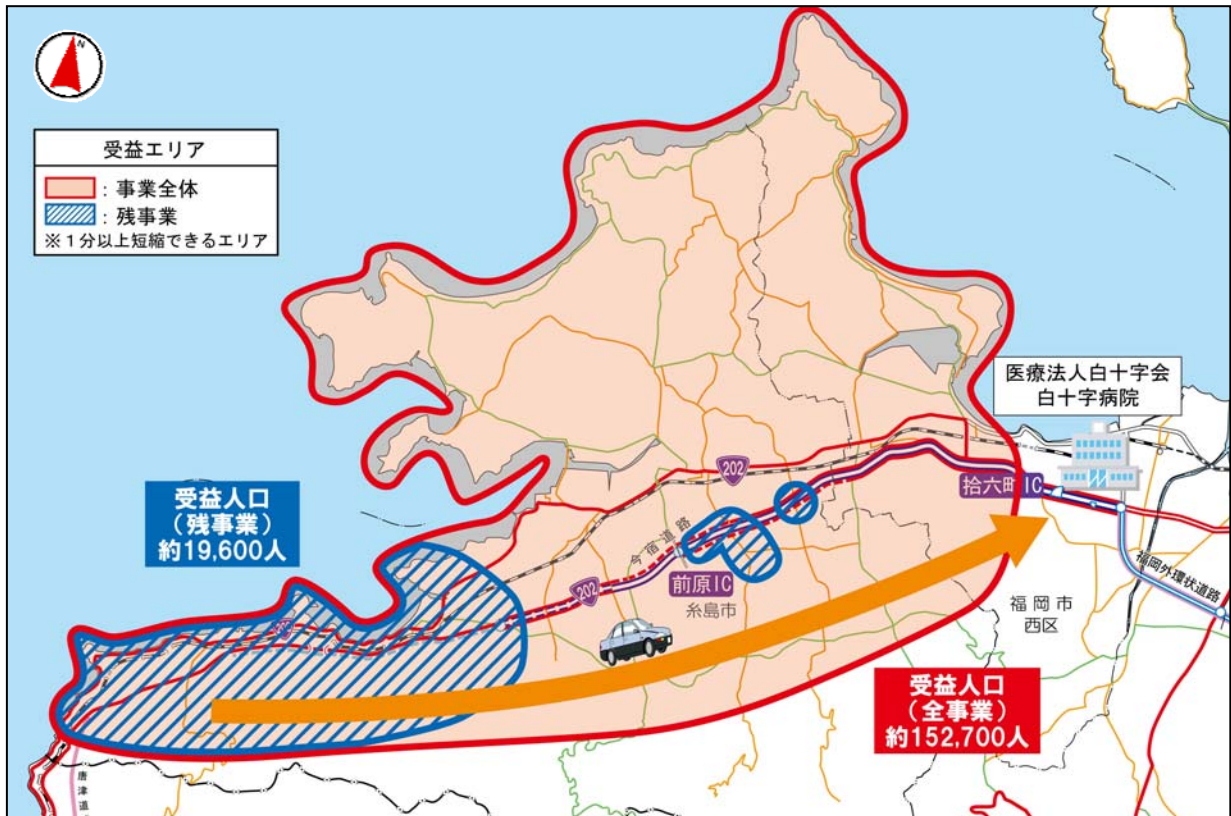 N
受益エリア
：事業全体
：残事業
※1分以上短縮できるエリア
医療法人白十字会
白十字病院
202
拾六町IC
受益人口
（残事業）
約19,600人
今宿道路
前原IC
202
糸島市
福岡市
西区
福岡外環状道路
202
受益人口
（全事業）
約152,700人
唐津道